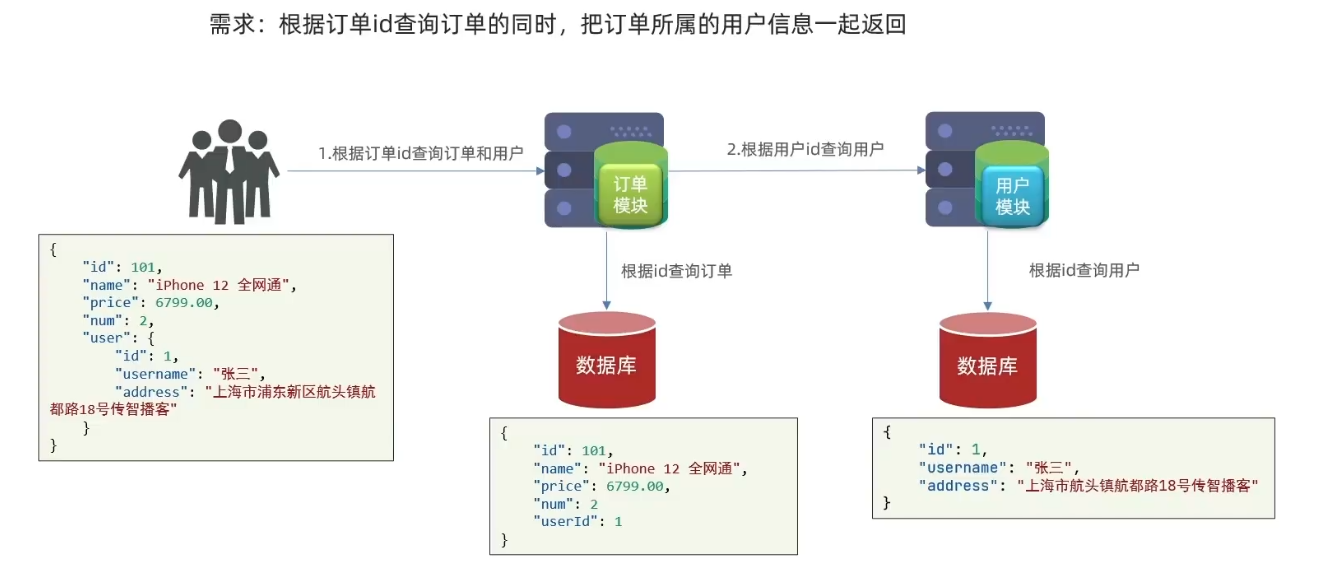 需求：根据订单id查询订单的同时，把订单所属的用户信息一起返回
1.根据订单id查询订单和用户
2.根据用户id查询用户
订单
模块
用户
模块
根据id查询订单
根据id查询用户
数据库
数据库
{
"id": 101,
"name": "iPhone 12 全网通",
"price": 6799.00,
"num": 2,
"user": {
"id": 1,
"username": "张三",
"address": "上海市浦东新区航头镇航
都路18号传智播客"
}
}
{
"id": 101,
"name": "iPhone 12 全网通",
"price": 6799.00,
"num": 2
"userId": 1
}
{
"id": 1,
"username": "张三",
"address": "上海市航头镇航都路18号传智播客"
}